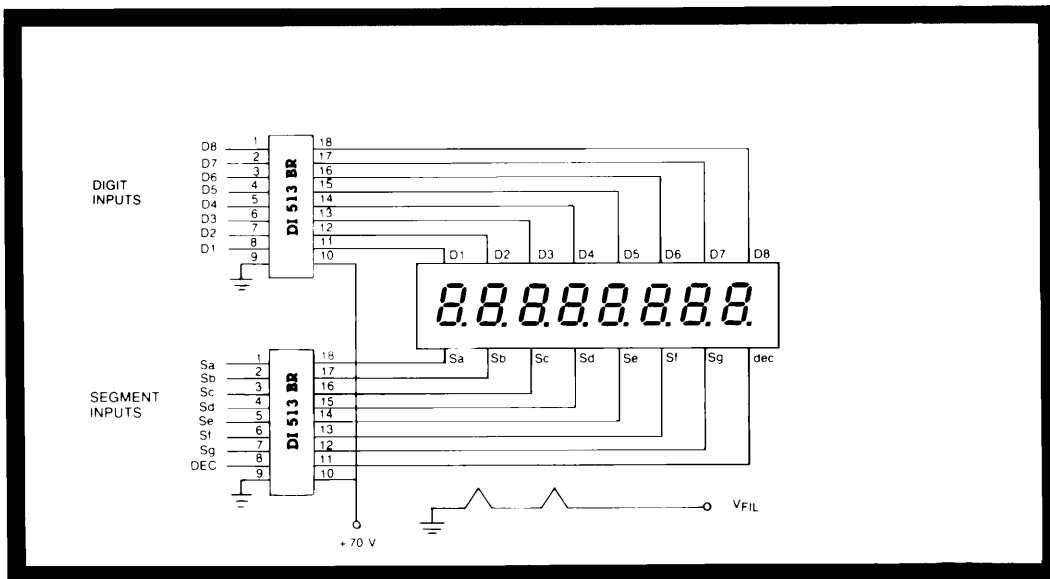 DIGIT
INPUTS
D8 1
D7 2
D6 3
D5 4
D4 5
D3 6
D2 7
D1 8
9
DI 513 BR
18
17
16
15
14
13
12
11
10
D1 D2 D3 D4 D5 D6 D7 D8
8.8.8.8.8.8.8.8.
Sa Sb Sc Sd Se Sf Sg dec
SEGMENT
INPUTS
Sa 1
Sb 2
Sc 3
Sd 4
Se 5
Sf 6
Sg 7
DEC 8
9
DI 513 BR
18
17
16
15
14
13
12
11
10
+ 70 V
VFIL